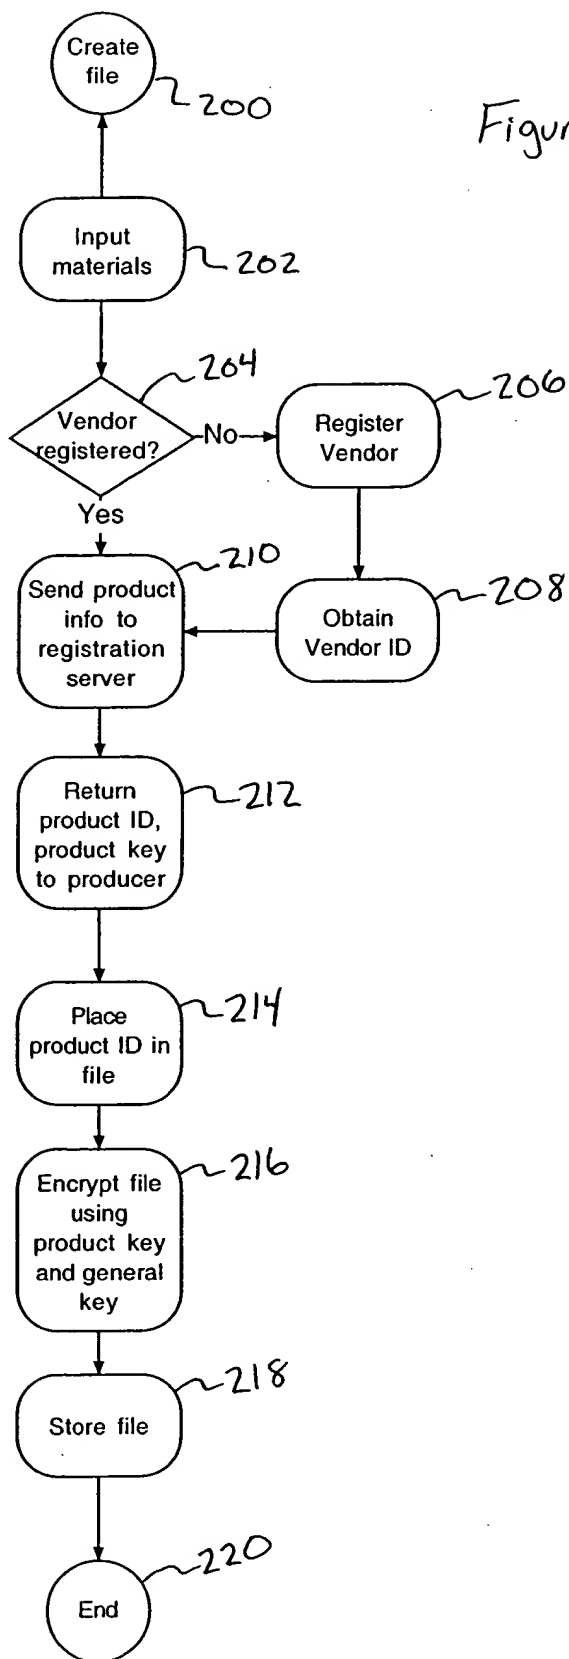 Create
file
200
Input
materials
202
204
Vendor
registered?
No
206
Register
Vendor
Yes
210
Send product
info to
registration
server
208
Obtain
Vendor ID
212
Return
product ID,
product key
to producer
214
Place
product ID in
file
216
Encrypt file
using
product key
and general
key
218
Store file
220
End